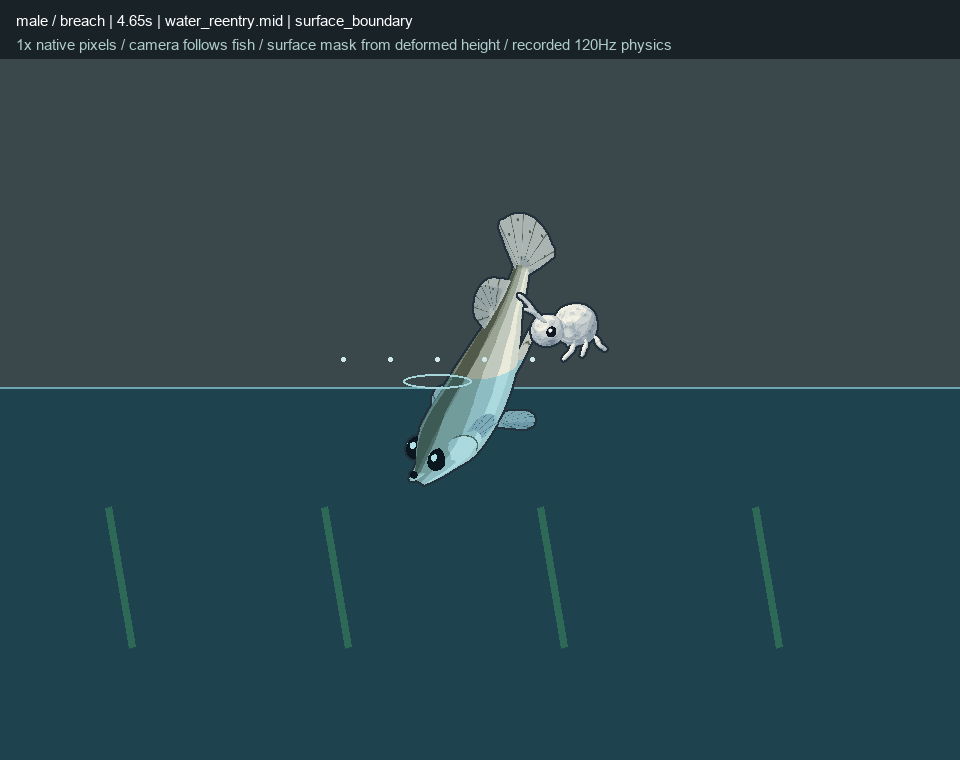 male / breach | 4.65s | water_reentry.mid | surface_boundary
1x native pixels / camera follows fish / surface mask from deformed height / recorded 120Hz physics